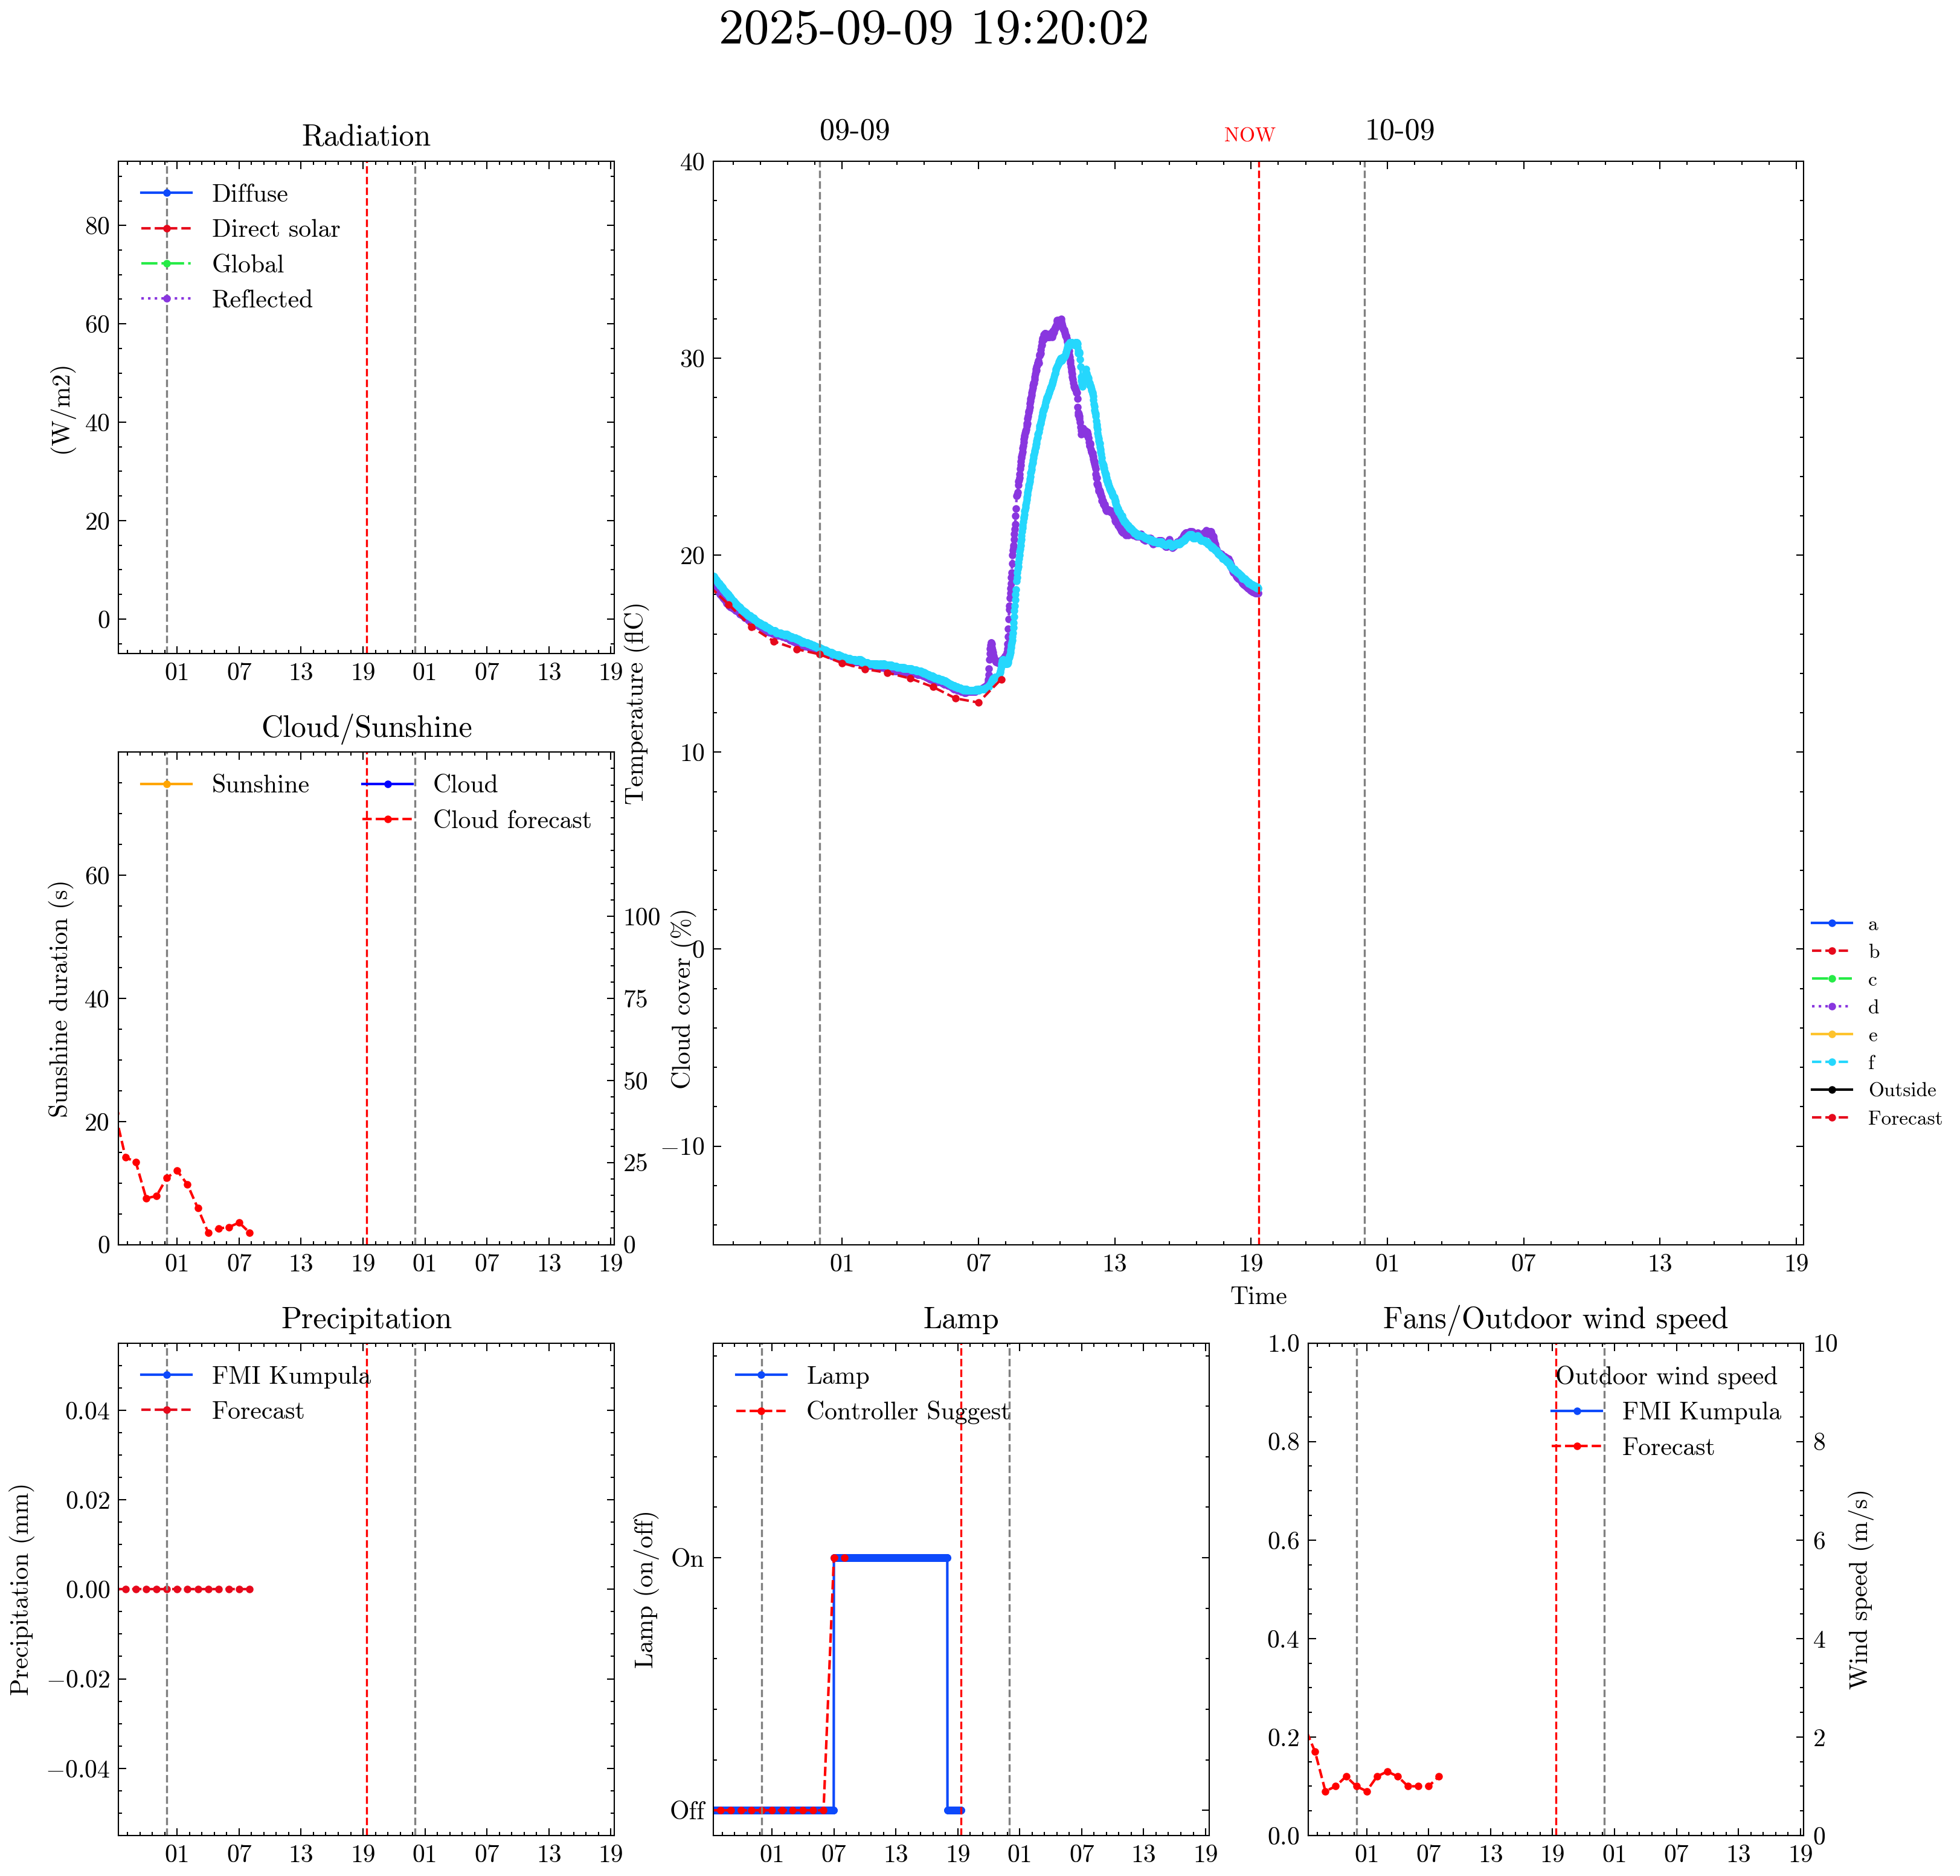 2025-09-09 19:20:02
Radiation
Diffuse
Direct solar
Global
Reflected
80
60
40
20
0
(W/m2)
01 07 13 19 01 07 13 19
09-09 NOW 10-09
40
30
20
10
0
−10
Temperature (flC)
01 07 13 19 01 07 13 19
Time
a
b
c
d
e
f
Outside
Forecast
Cloud/Sunshine
Sunshine
Cloud
Cloud forecast
60
40
20
0
Sunshine duration (s)
100
75
50
25
0
Cloud cover (%)
01 07 13 19 01 07 13 19
Precipitation
FMI Kumpula
Forecast
0.04
0.02
0.00
−0.02
−0.04
Precipitation (mm)
01 07 13 19 01 07 13 19
Lamp
Lamp
Controller Suggest
On
Off
Lamp (on/off)
01 07 13 19 01 07 13 19
Fans/Outdoor wind speed
Outdoor wind speed
FMI Kumpula
Forecast
1.0
0.8
0.6
0.4
0.2
0.0
10
8
6
4
2
0
Wind speed (m/s)
01 07 13 19 01 07 13 19